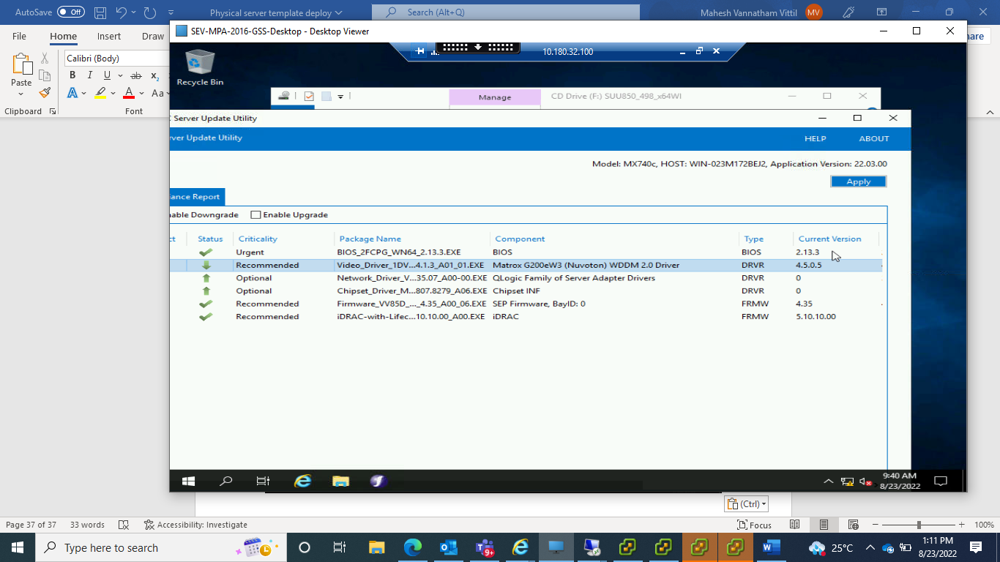 AutoSave Off Physical server template deploy Search (Alt+Q) Mahesh Vannatham Vittil MV
File Home Insert Draw
SEV-MPA-2016-GSS-Desktop - Desktop Viewer
Calibri (Body)
B I U ab x2
Paste
A A Aa
Clipboard Font
10.180.32.100
Recycle Bin
Manage CD Drive (F:) SUU850_498_x64WI
Server Update Utility
rver Update Utility HELP ABOUT
Model: MX740c, HOST: WIN-023M172BEJ2, Application Version: 22.03.00
Apply
iance Report
nable Downgrade Enable Upgrade
ct Status Criticality Package Name Component Type Current Version
Urgent BIOS_2FCPG_WN64_2.13.3.EXE BIOS BIOS 2.13.3
Recommended Video_Driver_1DV...4.1.3_A01_01.EXE Matrox G200eW3 (Nuvoton) WDDM 2.0 Driver DRVR 4.5.0.5
Optional Network_Driver_V...35.07_A00-00.EXE QLogic Family of Server Adapter Drivers DRVR 0
Optional Chipset_Driver_M...807.8279_A06.EXE Chipset INF DRVR 0
Recommended Firmware_VV85D_..._4.35_A00_06.EXE SEP Firmware, BayID: 0 FRMW 4.35
Recommended iDRAC-with-Lifec...10.10.00_A00.EXE iDRAC FRMW 5.10.10.00
9:40 AM
8/23/2022
(Ctrl)
Page 37 of 37 33 words Accessibility: Investigate Focus 100%
Type here to search 9+ 25°C 1:11 PM
8/23/2022